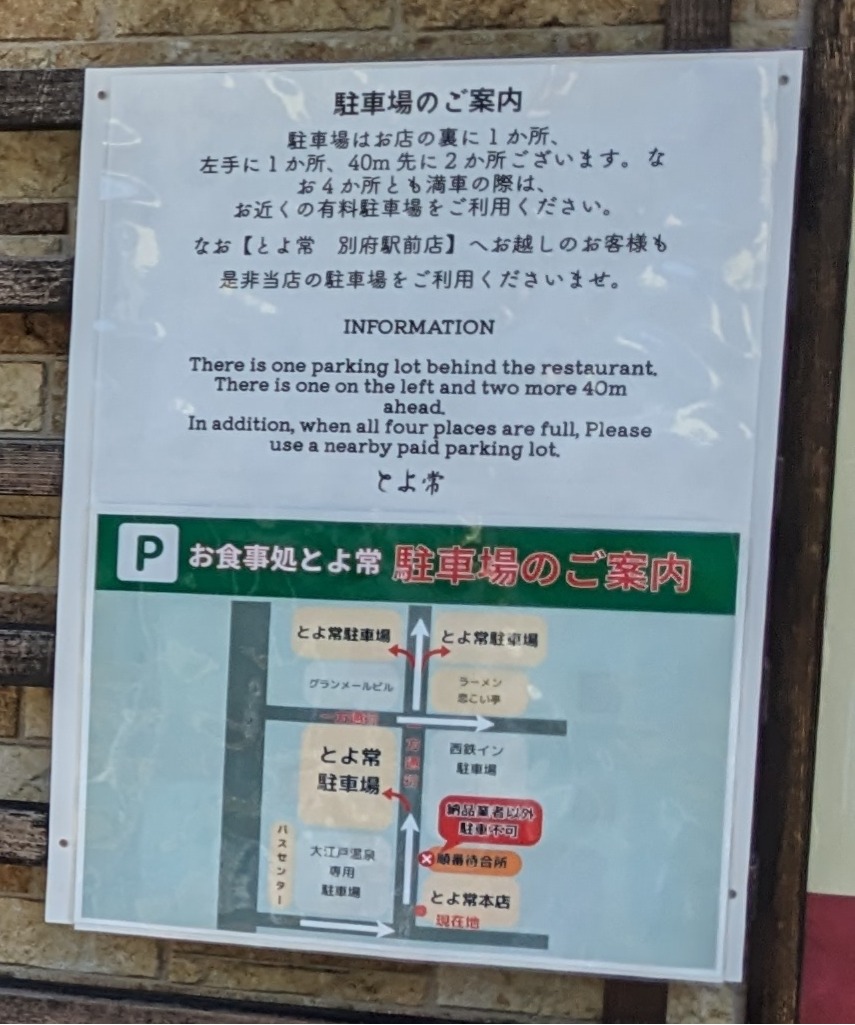 駐車場のご案内
駐車場はお店の裏に1か所、
左手に1か所、40m先に2か所ございます。な
お4か所とも満車の際は、
お近くの有料駐車場をご利用ください。
なお【とよ常　別府駅前店】へお越しのお客様も
是非当店の駐車場をご利用くださいませ。
INFORMATION
There is one parking lot behind the restaurant.
There is one on the left and two more 40m
ahead.
In addition, when all four places are full, Please
use a nearby paid parking lot.
とよ常
P お食事処とよ常 駐車場のご案内
とよ常駐車場
とよ常駐車場
グランメールビル
ラーメン
恋こい亭
一方通行
一方通行
とよ常
駐車場
西鉄イン
駐車場
納品業者以外
駐車不可
順番待合所
バスセンター
大江戸温泉
専用
駐車場
とよ常本店
現在地